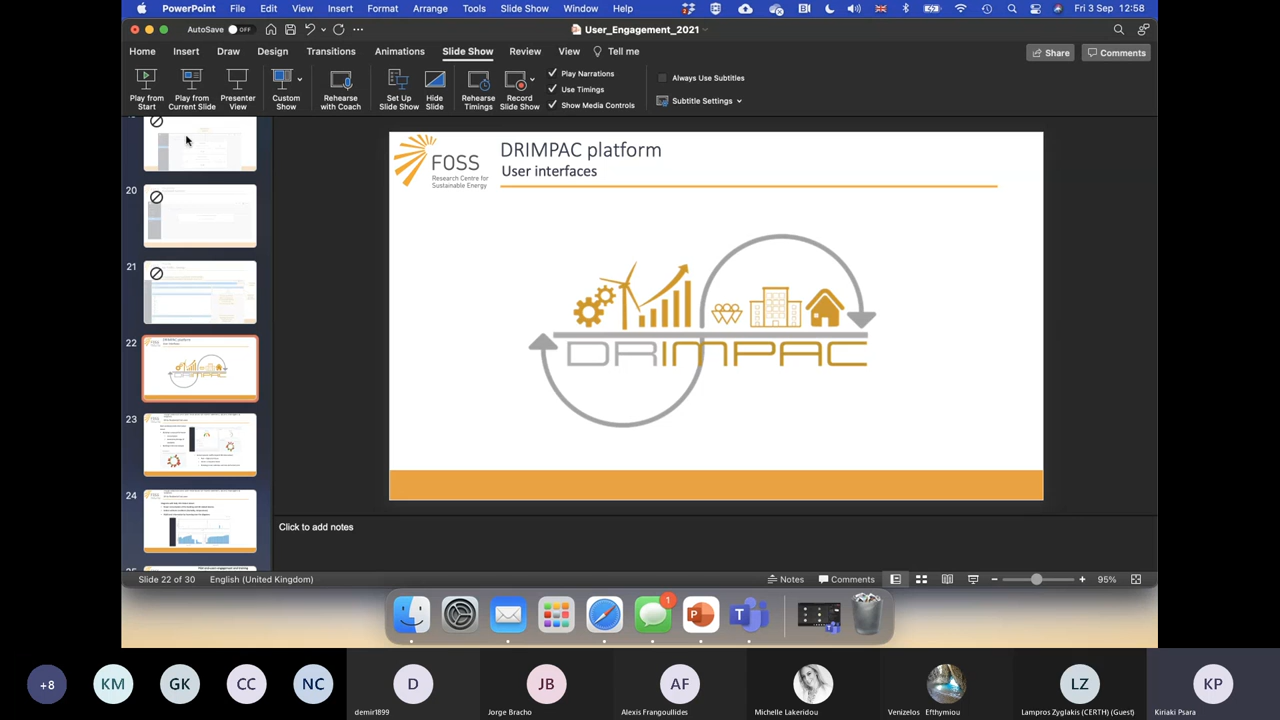 PowerPoint File Edit View Insert Format Arrange Tools Slide Show Window Help Fri 3 Sep 12:58
AutoSave OFF User_Engagement_2021
Home Insert Draw Design Transitions Animations Slide Show Review View Tell me Share Comments
Play from Start
Play from Current Slide
Presenter View
Custom Show
Rehearse with Coach
Set Up Slide Show
Hide Slide
Rehearse Timings
Record Slide Show
Play Narrations
Use Timings
Show Media Controls
Always Use Subtitles
Subtitle Settings
20
21
22
23
24
FOSS
Research Centre for
Sustainable Energy
DRIMPAC platform
User interfaces
DRIMPAC
Click to add notes
Slide 22 of 30 English (United Kingdom) Notes Comments 95%
1
+8 KM GK CC NC D JB AF LZ KP
demir1899 Jorge Bracho Alexis Frangoullides Michelle Lakeridou Venizelos Efthymiou Lampros Zyglakis (CERTH) (Guest) Kiriaki Psara